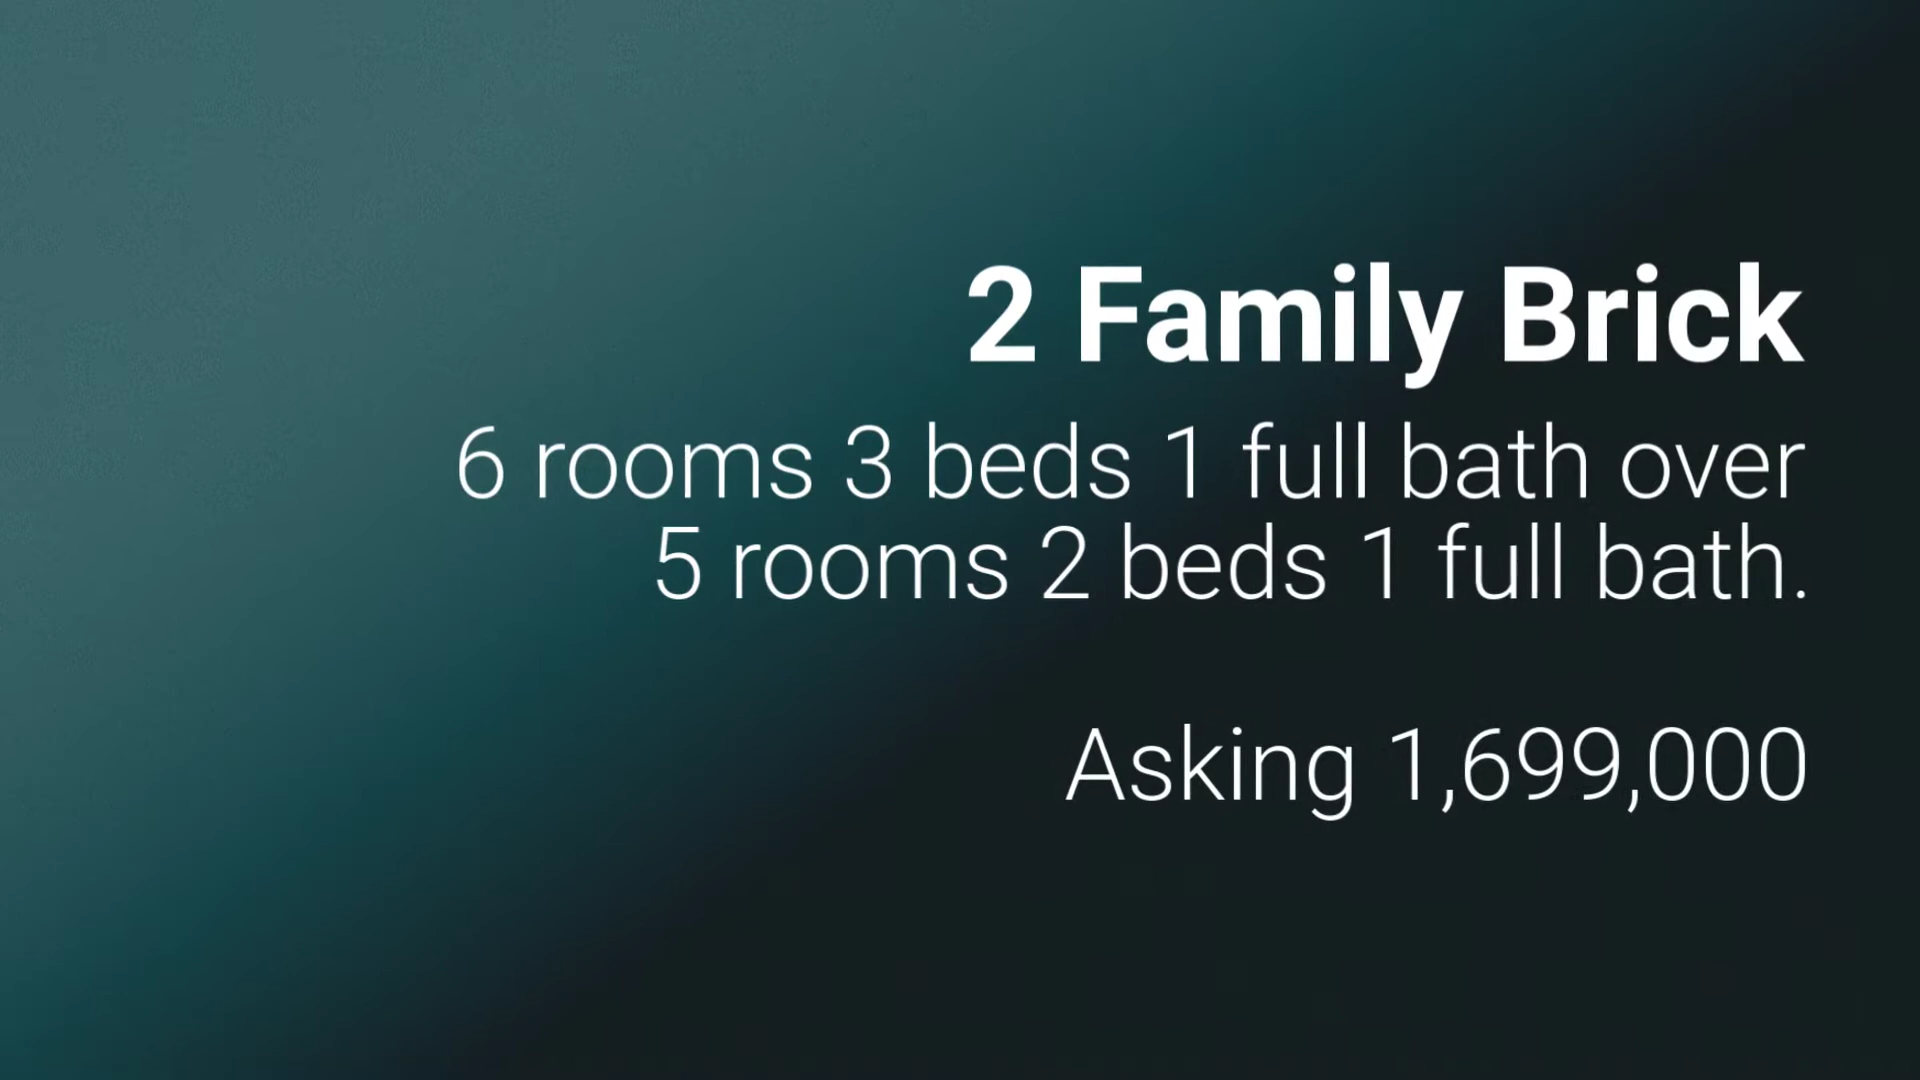 2 Family Brick
6 rooms 3 beds 1 full bath over
5 rooms 2 beds 1 full bath.
Asking 1,699,000